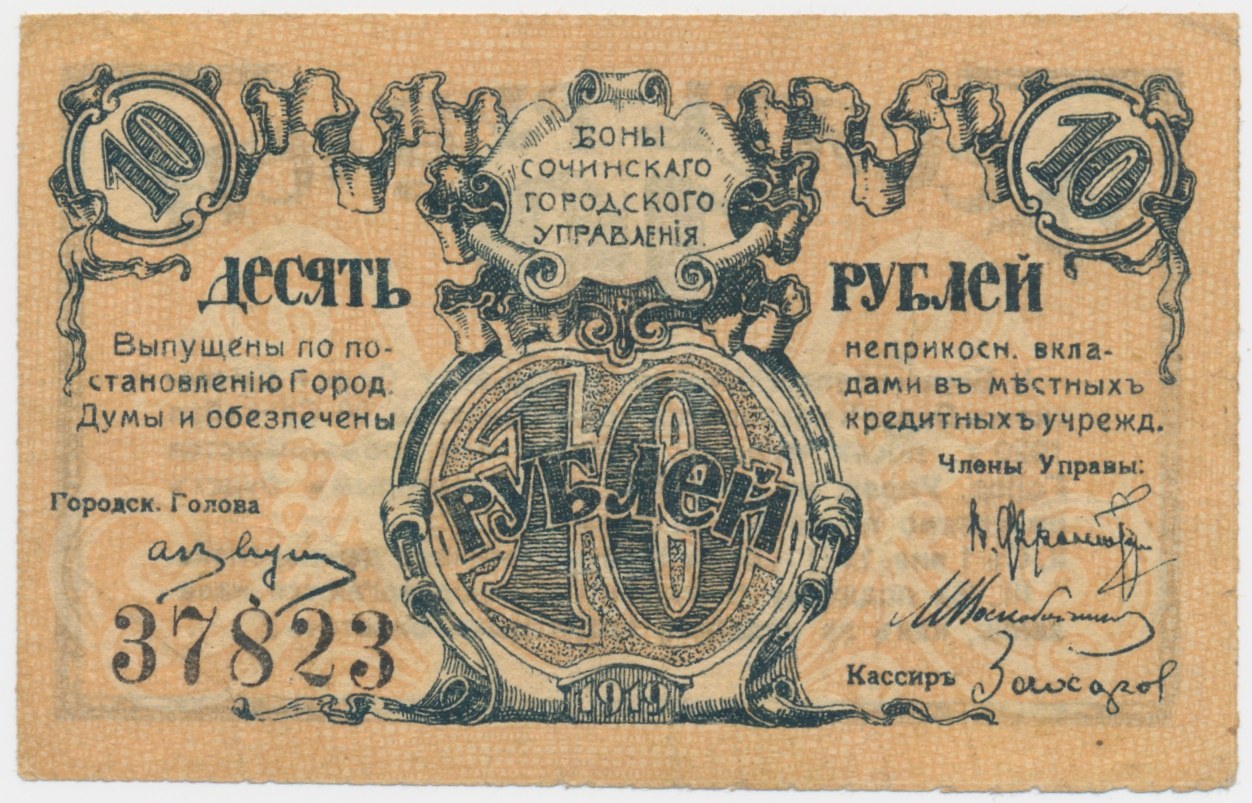 10
10
БОНЫ
СОЧИНСКАГО
ГОРОДСКОГО
УПРАВЛЕНІЯ.
ДЕСЯТЬ
РУБЛЕЙ
Выпущены по по-
становленію Город.
Думы и обезпечены
неприкосн. вкла-
дами въ мѣстныхъ
кредитныхъ учрежд.
10
РУБЛЕЙ
Члены Управы:
Городск. Голова
37823
Кассиръ Захаров
1919